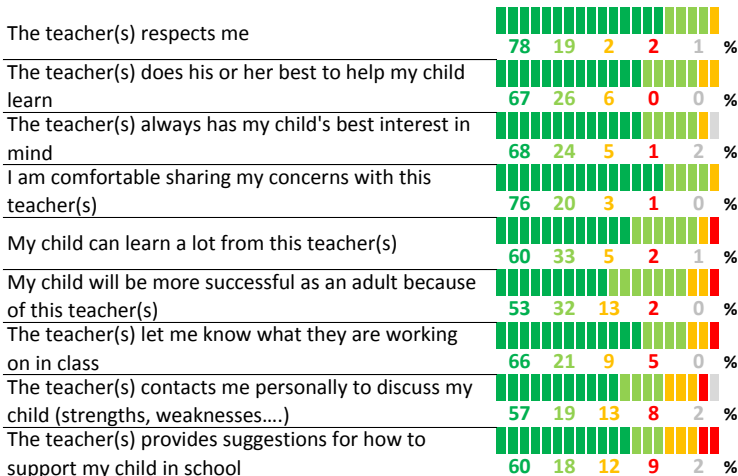 The teacher(s) respects me
78 19 2 2 1 %
The teacher(s) does his or her best to help my child
learn
67 26 6 0 0 %
The teacher(s) always has my child's best interest in
mind
68 24 5 1 2 %
I am comfortable sharing my concerns with this
teacher(s)
76 20 3 1 0 %
My child can learn a lot from this teacher(s)
60 33 5 2 1 %
My child will be more successful as an adult because
of this teacher(s)
53 32 13 2 0 %
The teacher(s) let me know what they are working
on in class
66 21 9 5 0 %
The teacher(s) contacts me personally to discuss my
child (strengths, weaknesses....)
57 19 13 8 2 %
The teacher(s) provides suggestions for how to
support my child in school
60 18 12 9 2 %